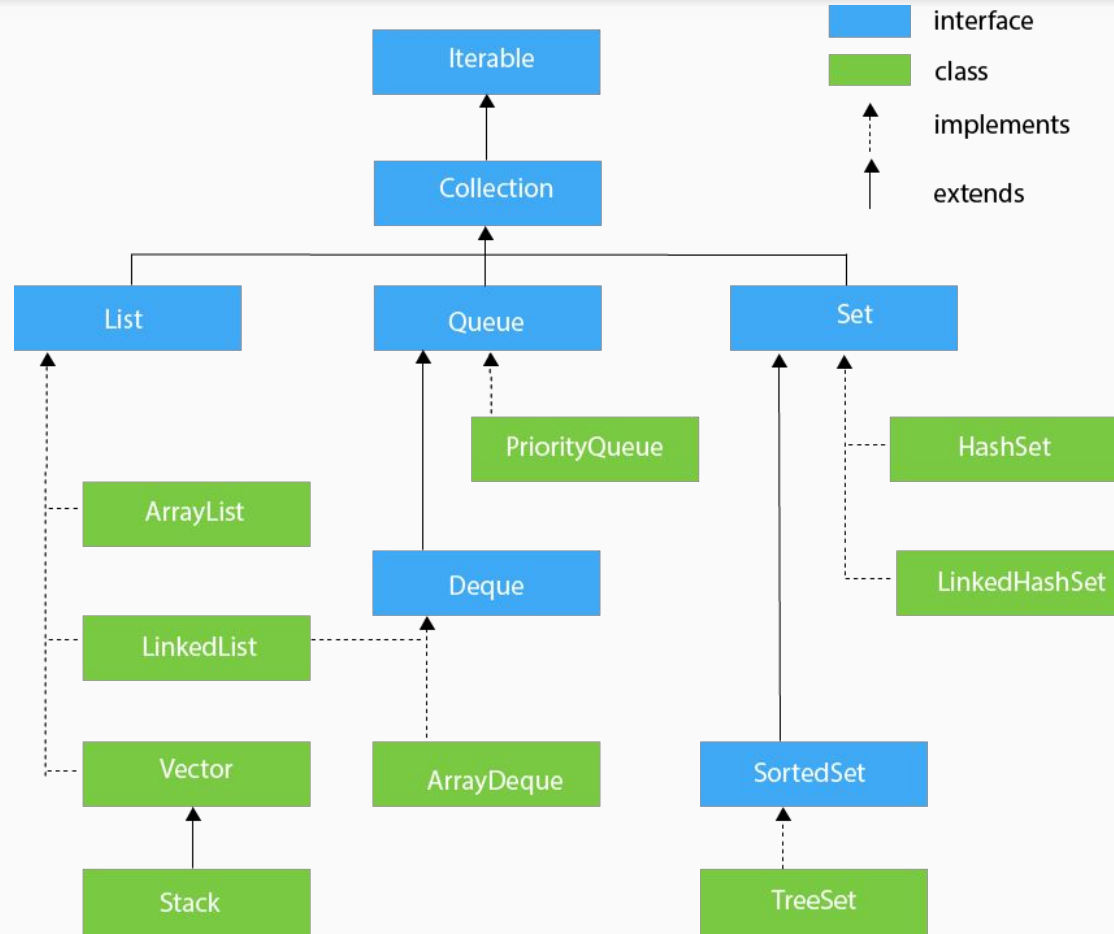 interface
Iterable
class
implements
Collection
extends
List
Queue
Set
PriorityQueue
HashSet
ArrayList
Deque
LinkedHashSet
LinkedList
Vector
ArrayDeque
SortedSet
Stack
TreeSet